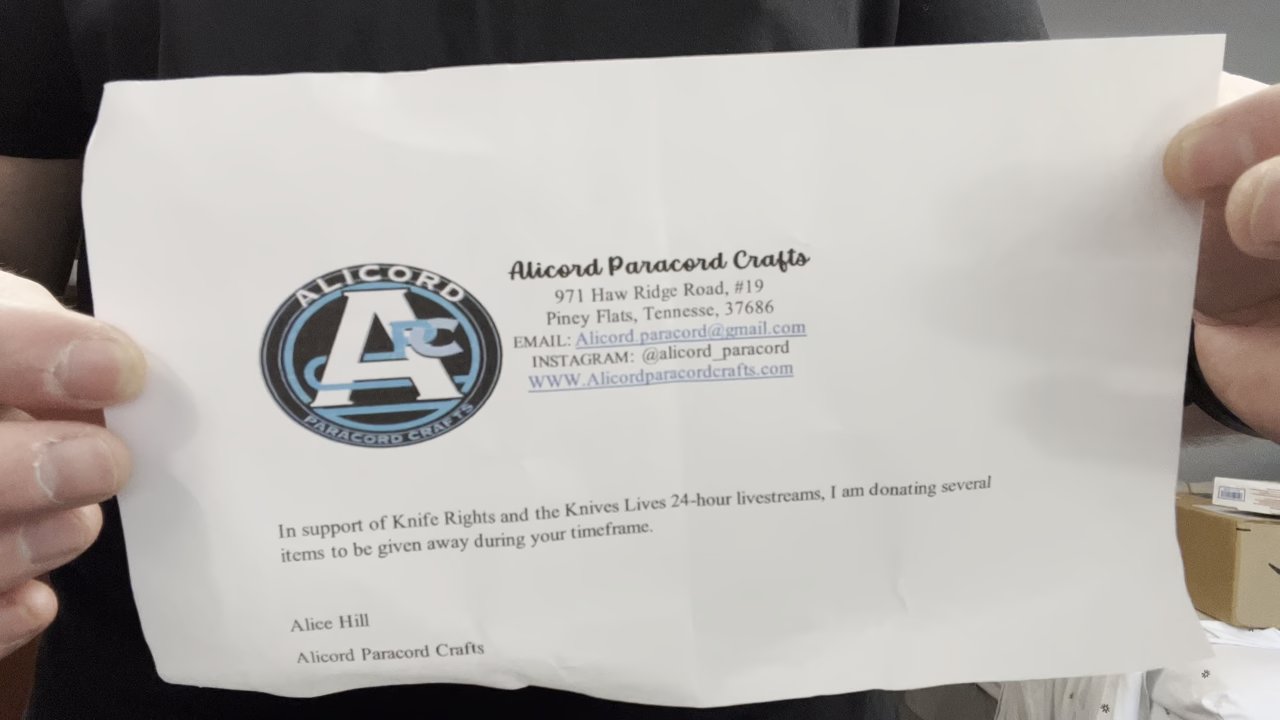 ALICORD
APC
PARACORD CRAFTS
Alicord Paracord Crafts
971 Haw Ridge Road, #19
Piney Flats, Tennesse, 37686
EMAIL: Alicord.paracord@gmail.com
INSTAGRAM: @alicord_paracord
WWW.Alicordparacordcrafts.com
In support of Knife Rights and the Knives Lives 24-hour livestreams, I am donating several
items to be given away during your timeframe.
Alice Hill
Alicord Paracord Crafts